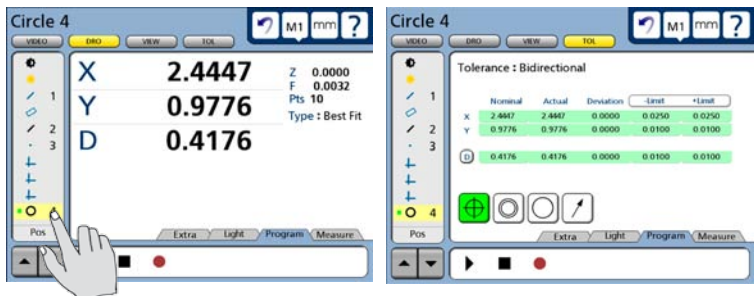 Circle 4
M1 mm ?
VIDEO DRO VIEW TOL
X 2.4447
Y 0.9776
D 0.4176
Z 0.0000
F 0.0032
Pts 10
Type : Best Fit
1
2
3
4
Pos
Extra Light Program Measure
Circle 4
M1 mm ?
VIDEO DRO VIEW TOL
Tolerance : Bidirectional
Nominal Actual Deviation -Limit +Limit
X 2.4447 2.4447 0.0000 0.0250 0.0250
Y 0.9776 0.9776 0.0000 0.0100 0.0100
D 0.4176 0.4176 0.0000 0.0100 0.0100
1
2
3
4
Pos
Extra Light Program Measure